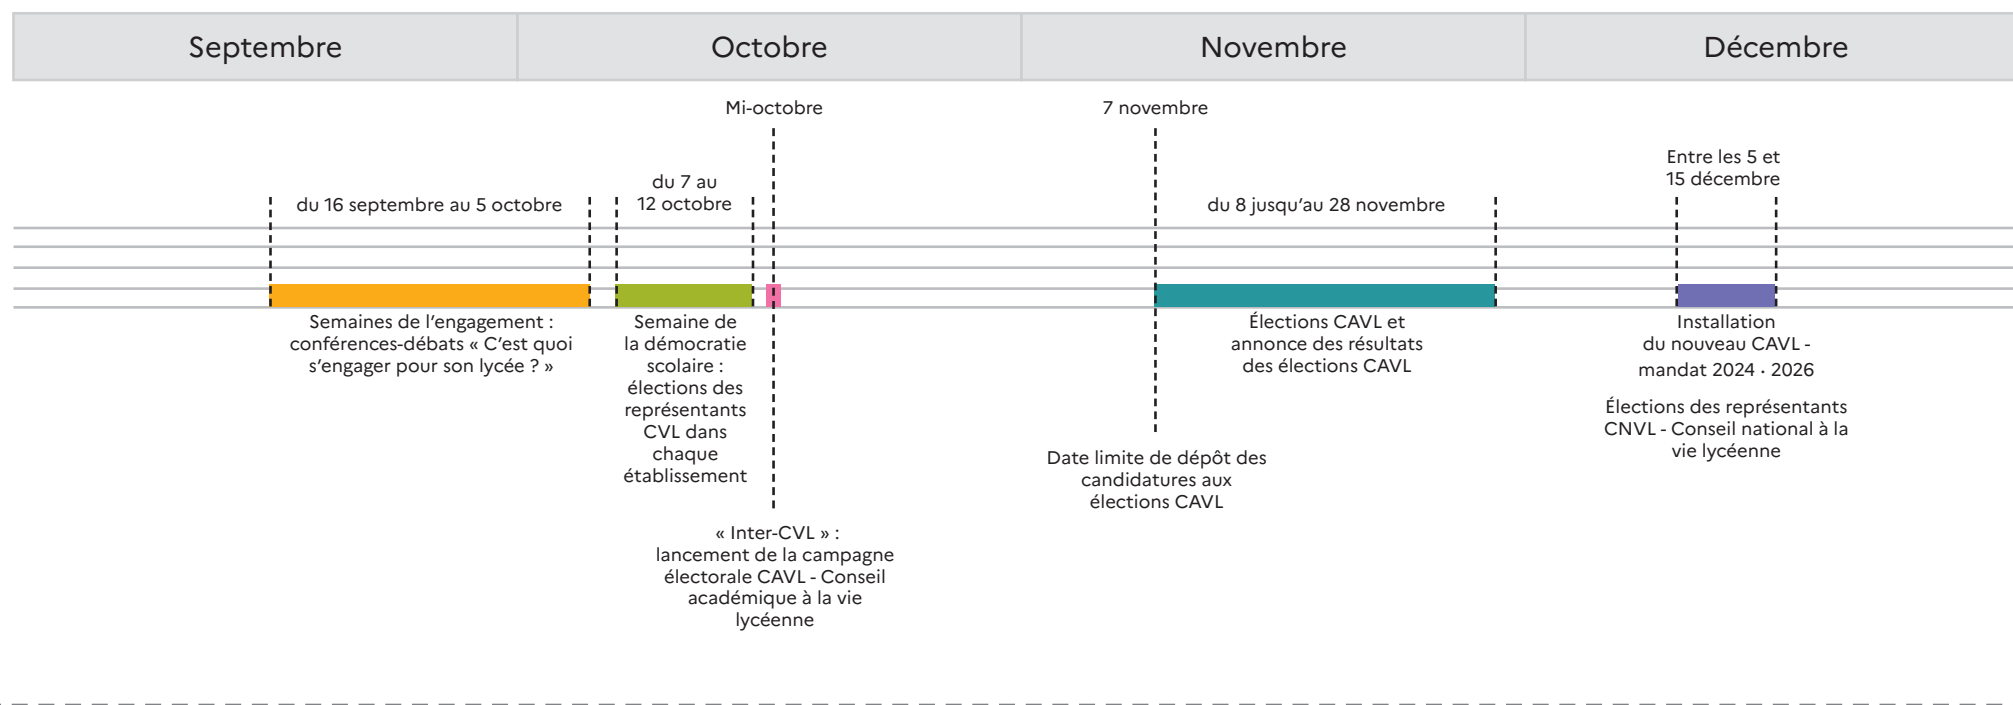 Septembre
Octobre
Novembre
Décembre
Mi-octobre
7 novembre
du 16 septembre au 5 octobre
du 7 au
12 octobre
du 8 jusqu’au 28 novembre
Entre les 5 et
15 décembre
Semaines de l’engagement :
conférences-débats « C’est quoi
s’engager pour son lycée ? »
Semaine de
la démocratie
scolaire :
élections des
représentants
CVL dans
chaque
établissement
« Inter-CVL » :
lancement de la campagne
électorale CAVL - Conseil
académique à la vie
lycéenne
Date limite de dépôt des
candidatures aux
élections CAVL
Élections CAVL et
annonce des résultats
des élections CAVL
Installation
du nouveau CAVL -
mandat 2024 · 2026
Élections des représentants
CNVL - Conseil national à la
vie lycéenne